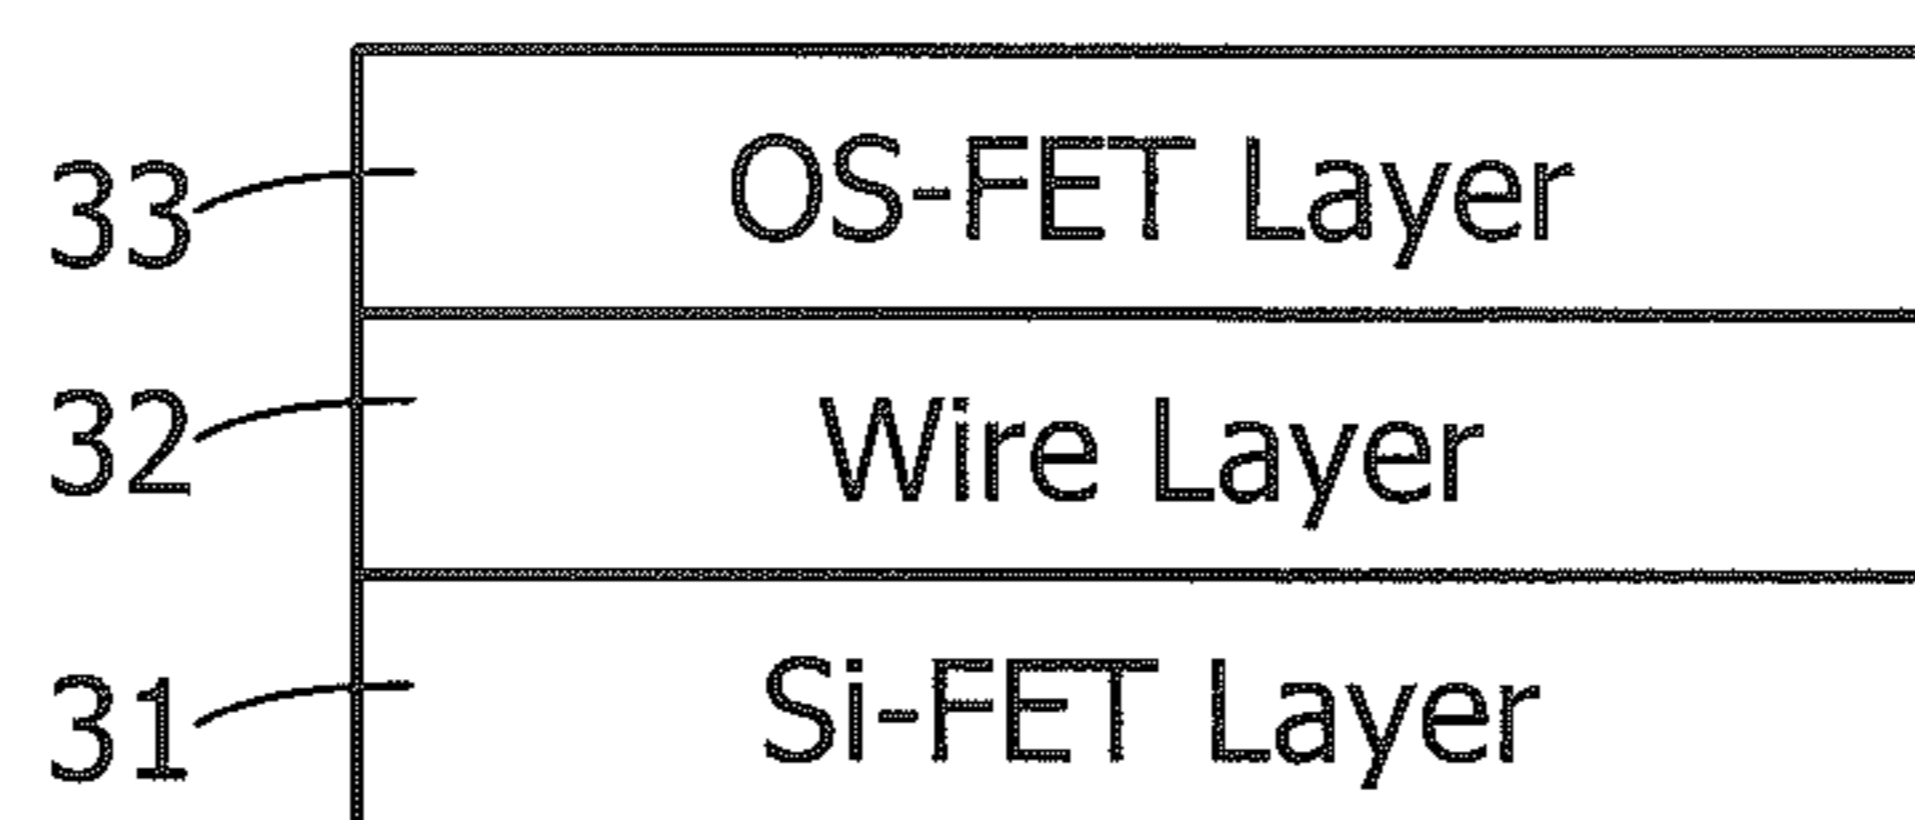 33 OS-FET Layer
32 Wire Layer
31 Si-FET Layer